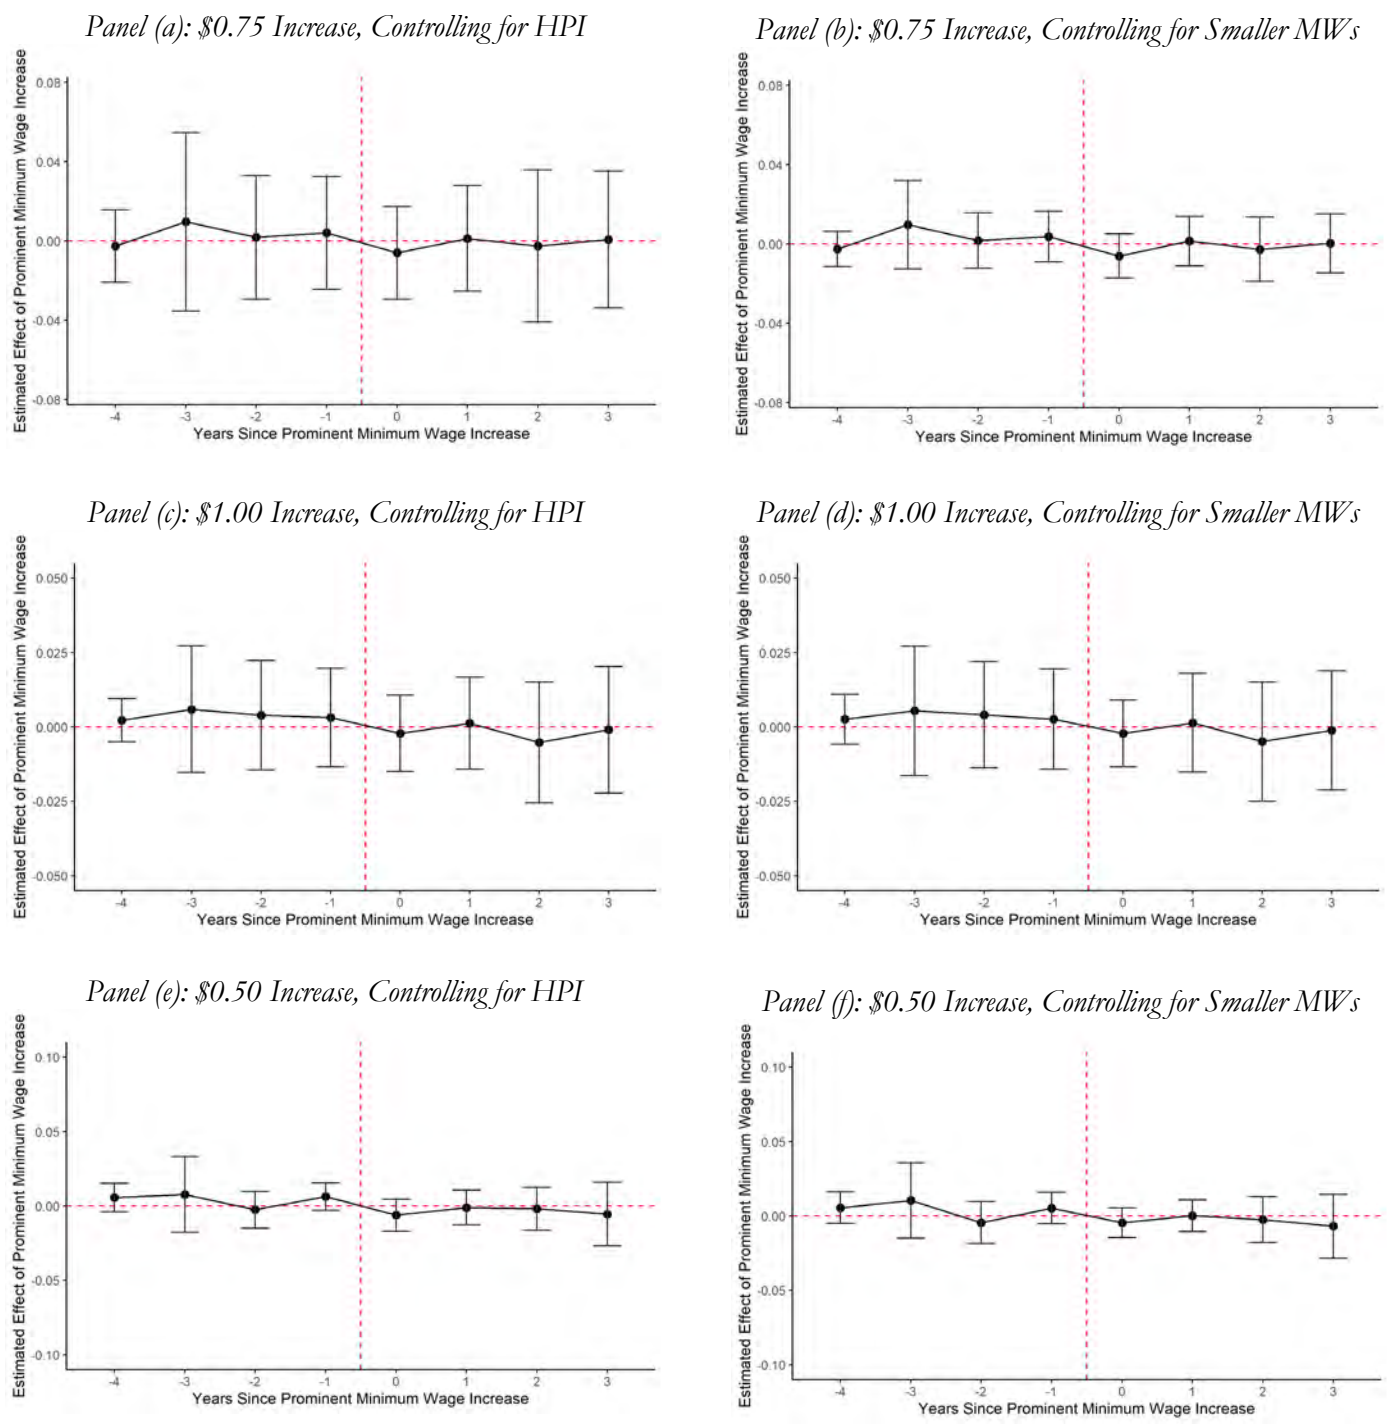 Panel (a): $0.75 Increase, Controlling for HPI
Estimated Effect of Prominent Minimum Wage Increase
0.08
0.04
0.00
-0.04
-0.08
-4 -3 -2 -1 0 1 2 3
Years Since Prominent Minimum Wage Increase
Panel (b): $0.75 Increase, Controlling for Smaller MWs
Estimated Effect of Prominent Minimum Wage Increase
0.08
0.04
0.00
-0.04
-0.08
-4 -3 -2 -1 0 1 2 3
Years Since Prominent Minimum Wage Increase
Panel (c): $1.00 Increase, Controlling for HPI
Estimated Effect of Prominent Minimum Wage Increase
0.050
0.025
0.000
-0.025
-0.050
-4 -3 -2 -1 0 1 2 3
Years Since Prominent Minimum Wage Increase
Panel (d): $1.00 Increase, Controlling for Smaller MWs
Estimated Effect of Prominent Minimum Wage Increase
0.050
0.025
0.000
-0.025
-0.050
-4 -3 -2 -1 0 1 2 3
Years Since Prominent Minimum Wage Increase
Panel (e): $0.50 Increase, Controlling for HPI
Estimated Effect of Prominent Minimum Wage Increase
0.10
0.05
0.00
-0.05
-0.10
-4 -3 -2 -1 0 1 2 3
Years Since Prominent Minimum Wage Increase
Panel (f): $0.50 Increase, Controlling for Smaller MWs
Estimated Effect of Prominent Minimum Wage Increase
0.10
0.05
0.00
-0.05
-0.10
-4 -3 -2 -1 0 1 2 3
Years Since Prominent Minimum Wage Increase